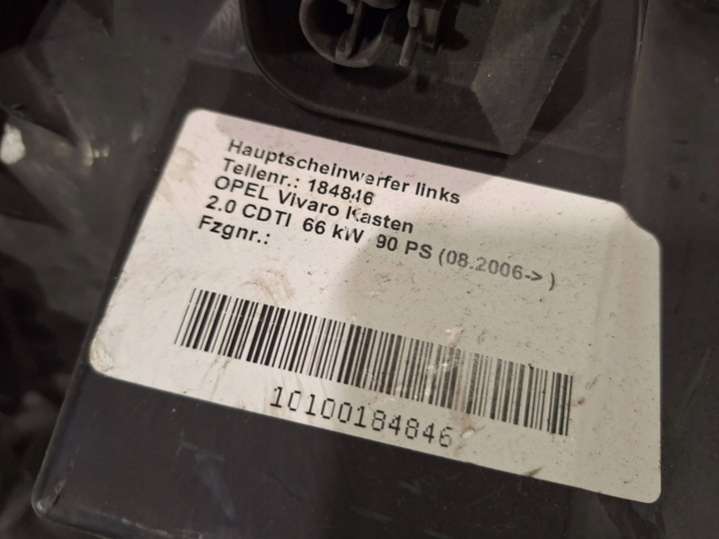 Hauptscheinwerfer links
Teilenr.: 184846
OPEL Vivaro Kasten
2.0 CDTI 66 kW 90 PS (08.2006-> )
Fzgnr.:
10100184846